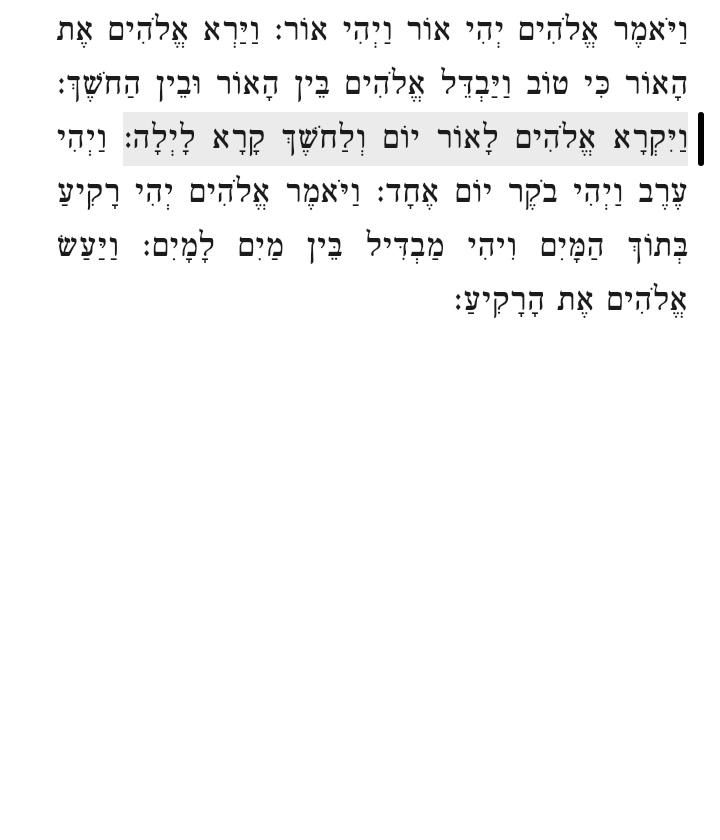 וַיֹּאמֶר אֱלֹהִים יְהִי אוֹר וַיְהִי אוֹר׃ וַיַּרְא אֱלֹהִים אֶת
הָאוֹר כִּי טוֹב וַיַּבְדֵּל אֱלֹהִים בֵּין הָאוֹר וּבֵין הַחֹשֶׁךְ׃
וַיִּקְרָא אֱלֹהִים לָאוֹר יוֹם וְלַחֹשֶׁךְ קָרָא לָיְלָה׃ וַיְהִי
עֶרֶב וַיְהִי בֹקֶר יוֹם אֶחָד׃ וַיֹּאמֶר אֱלֹהִים יְהִי רָקִיעַ
בְּתוֹךְ הַמָּיִם וִיהִי מַבְדִּיל בֵּין מַיִם לָמָיִם׃ וַיַּעַשׂ
אֱלֹהִים אֶת הָרָקִיעַ׃